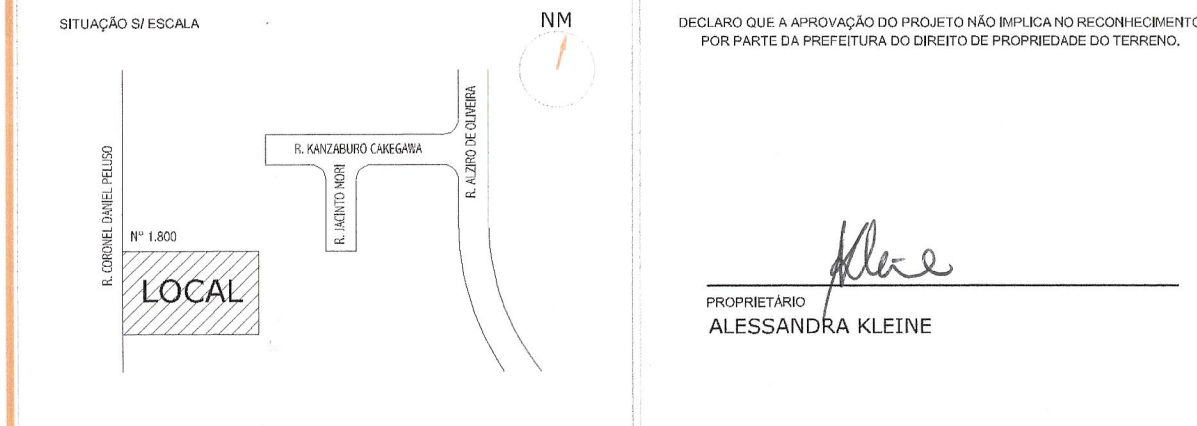 SITUAÇÃO S/ ESCALA
NM
R. CORONEL DANIEL PELUSO
R. KANZABURO CAKEGAWA
R. JACINTO MORI
R. ALZIRO DE OLIVEIRA
Nº 1.800
LOCAL
DECLARO QUE A APROVAÇÃO DO PROJETO NÃO IMPLICA NO RECONHECIMENTO
POR PARTE DA PREFEITURA DO DIREITO DE PROPRIEDADE DO TERRENO.
Kleine
PROPRIETÁRIO
ALESSANDRA KLEINE